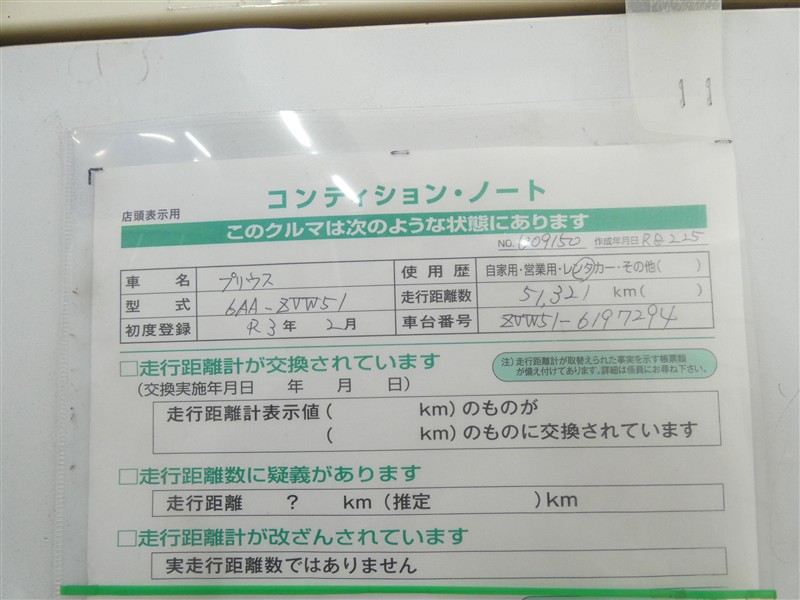 店頭表示用
コンディション・ノート
このクルマは次のような状態にあります
NO. 609150 作成年月日
車名 プリウス 使用歴 自家用・営業用・レンタカー・その他( )
型式 6AA-ZVW51 走行距離数 51,321 km( )
初度登録 R3年 2月 車台番号 ZVW51-6197294
□走行距離計が交換されています
注)走行距離計が取替えられた事実を示す帳票類
が備え付けてあります。詳細は係員にお尋ね下さい。
(交換実施年月日 年 月 日)
走行距離計表示値( km)のものが
( km)のものに交換されています
□走行距離数に疑義があります
走行距離 ? km(推定 )km
□走行距離計が改ざんされています
実走行距離数ではありません